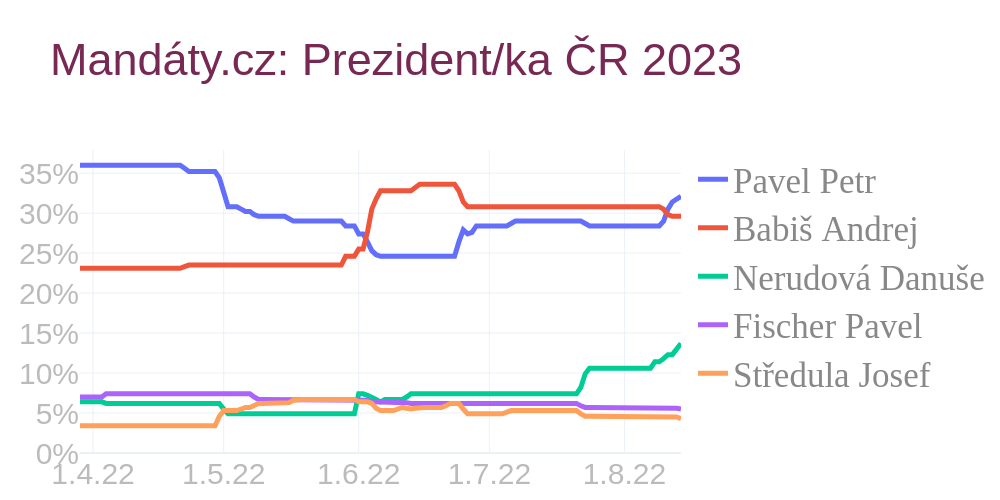 Mandáty.cz: Prezident/ka ČR 2023
35%
30%
25%
20%
15%
10%
5%
0%
1.4.22
1.5.22
1.6.22
1.7.22
1.8.22
Pavel Petr
Babiš Andrej
Nerudová Danuše
Fischer Pavel
Středula Josef